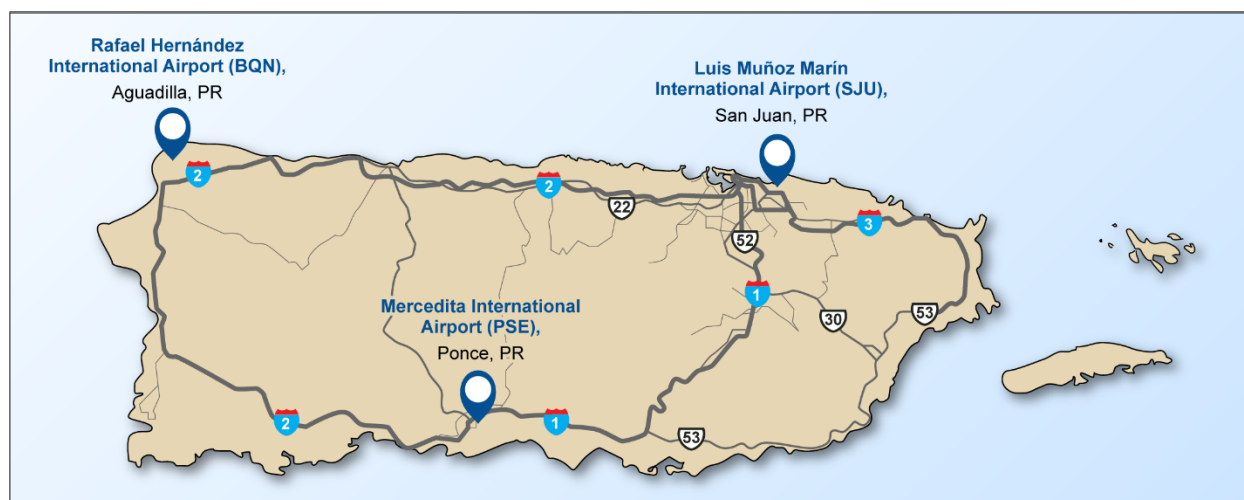 Rafael Hernández
International Airport (BQN),
Aguadilla, PR
Luis Muñoz Marín
International Airport (SJU),
San Juan, PR
2
2
22
3
52
1
Mercedita International
Airport (PSE),
Ponce, PR
30
53
2
1
53